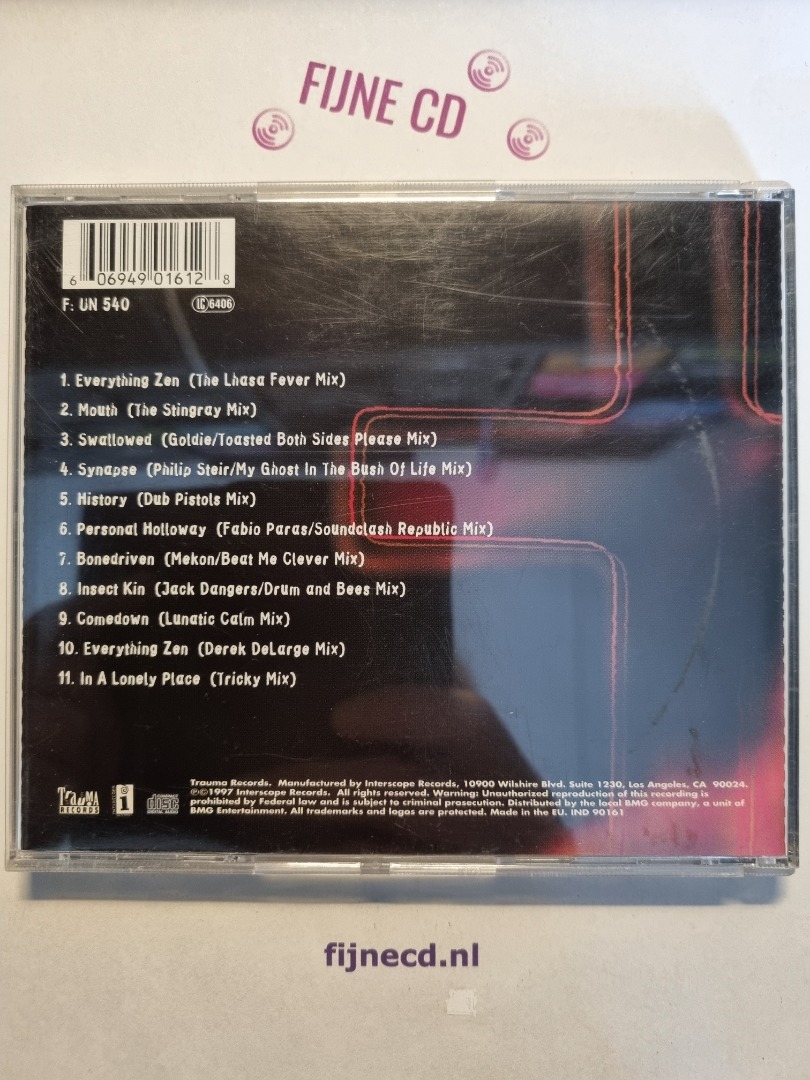 FIJNE CD
6 06949 01612 8
F: UN 540
LC 6406
1. Everything Zen (The Lhasa Fever Mix)
2. Mouth (The Stingray Mix)
3. Swallowed (Goldie/Toasted Both Sides Please Mix)
4. Synapse (Philip Steir/My Ghost In The Bush Of Life Mix)
5. History (Dub Pistols Mix)
6. Personal Holloway (Fabio Paras/Soundclash Republic Mix)
7. Bonedriven (Mekon/Beat Me Clever Mix)
8. Insect Kin (Jack Dangers/Drum and Bees Mix)
9. Comedown (Lunatic Calm Mix)
10. Everything Zen (Derek DeLarge Mix)
11. In A Lonely Place (Tricky Mix)
Trauma Records. Manufactured by Interscope Records, 10900 Wilshire Blvd. Suite 1230, Los Angeles, CA 90024.
℗©1997 Interscope Records. All rights reserved. Warning: Unauthorized reproduction of this recording is
prohibited by Federal law and is subject to criminal prosecution. Distributed by the local BMG company, a unit of
BMG Entertainment. All trademarks and logos are protected. Made in the EU. IND 90161
TRAUMA
RECORDS
i
COMPACT
disc
DIGITAL AUDIO
fijnecd.nl